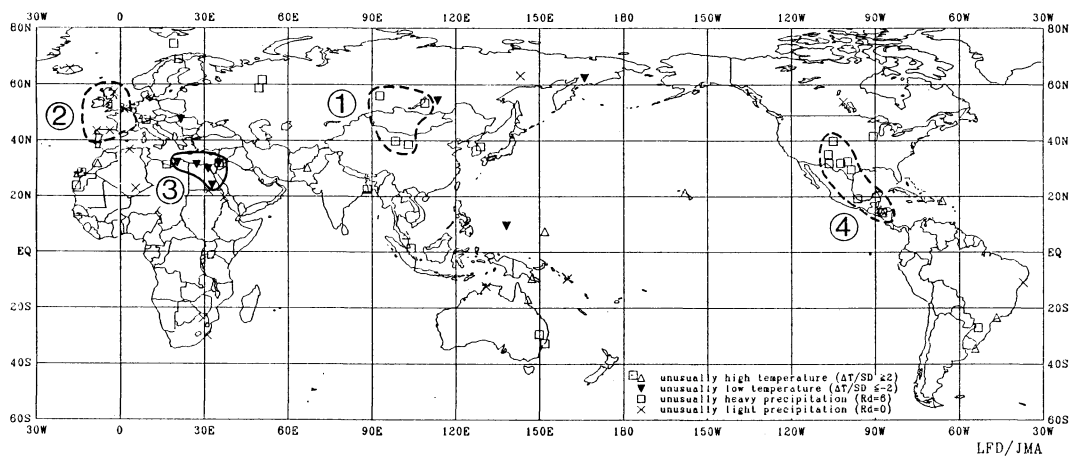 30W 0 30E 60E 90E 120E 150E 180 150W 120W 90W 60W 30W
80N 80N
60N 60N
① ②
40N 40N
③
20N 20N
④
EQ EQ
20S 20S
40S 40S
□△ unusually high temperature (ΔT/SD ≧2)
▼ unusually low temperature (ΔT/SD ≦-2)
□ unusually heavy precipitation (Rd=6)
× unusually light precipitation (Rd=0)
60S 60S
30W 0 30E 60E 90E 120E 150E 180 150W 120W 90W 60W 30W
LFD/JMA